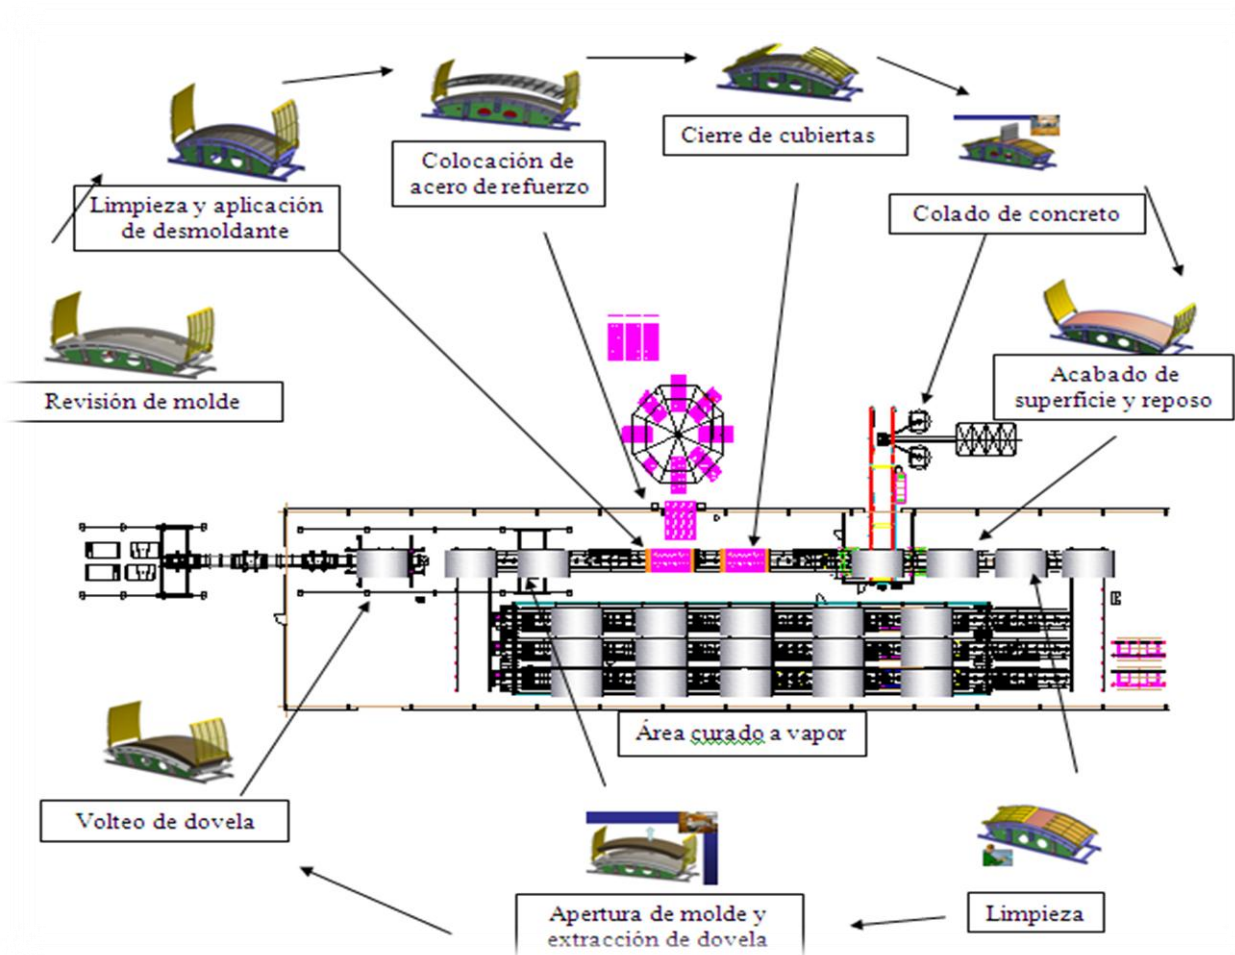 Cierre de cubiertas
Colocación de
acero de refuerzo
Limpieza y aplicación
de desmoldante
Colado de concreto
Revisión de molde
Acabado de
superficie y reposo
Área curado a vapor
Volteo de dovela
Limpieza
Apertura de molde y
extracción de dovela